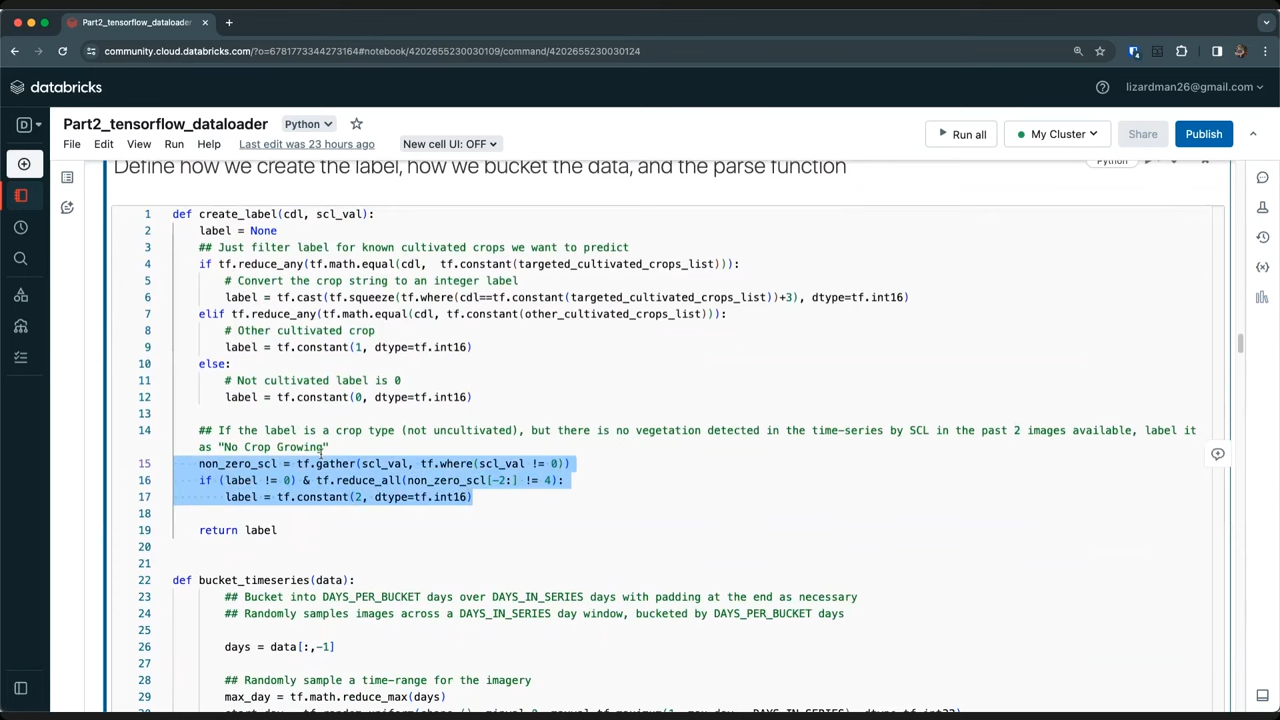 Part2_tensorflow_dataloader
community.cloud.databricks.com/?o=6781773344273164#notebook/4202655230030109/command/4202655230030124
databricks
lizardman26@gmail.com
D
Part2_tensorflow_dataloader
Python
Run all
My Cluster
Share
Publish
File
Edit
View
Run
Help
Last edit was 23 hours ago
New cell UI: OFF
Define how we create the label, how we bucket the data, and the parse function
Python
1 def create_label(cdl, scl_val):
2 label = None
3 ## Just filter label for known cultivated crops we want to predict
4 if tf.reduce_any(tf.math.equal(cdl,  tf.constant(targeted_cultivated_crops_list))):
5 # Convert the crop string to an integer label
6 label = tf.cast(tf.squeeze(tf.where(cdl==tf.constant(targeted_cultivated_crops_list))+3), dtype=tf.int16)
7 elif tf.reduce_any(tf.math.equal(cdl, tf.constant(other_cultivated_crops_list))):
8 # Other cultivated crop
9 label = tf.constant(1, dtype=tf.int16)
10 else:
11 # Not cultivated label is 0
12 label = tf.constant(0, dtype=tf.int16)
13
14 ## If the label is a crop type (not uncultivated), but there is no vegetation detected in the time-series by SCL in the past 2 images available, label it
as "No Crop Growing"
15 non_zero_scl = tf.gather(scl_val, tf.where(scl_val != 0))
16 if (label != 0) & tf.reduce_all(non_zero_scl[-2:] != 4):
17 label = tf.constant(2, dtype=tf.int16)
18
19 return label
20
21
22 def bucket_timeseries(data):
23 ## Bucket into DAYS_PER_BUCKET days over DAYS_IN_SERIES days with padding at the end as necessary
24 ## Randomly samples images across a DAYS_IN_SERIES day window, bucketed by DAYS_PER_BUCKET days
25
26 days = data[:,-1]
27
28 ## Randomly sample a time-range for the imagery
29 max_day = tf.math.reduce_max(days)